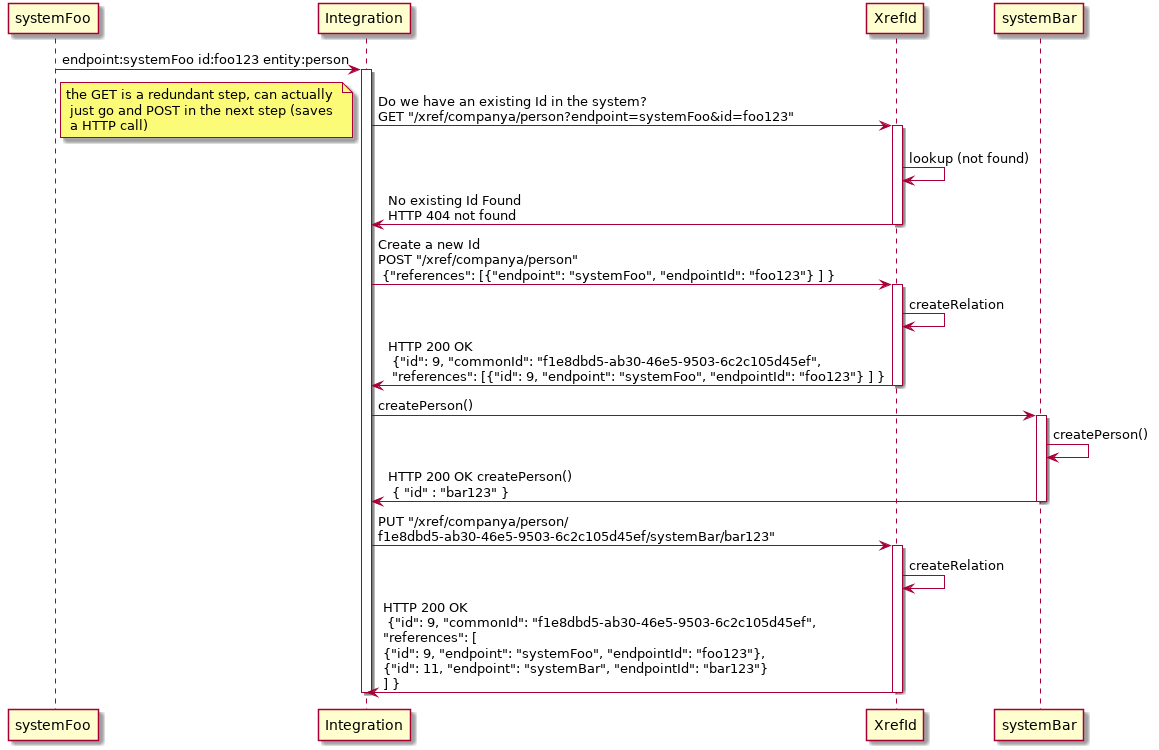 systemFoo Integration XrefId systemBar
endpoint:systemFoo id:foo123 entity:person
the GET is a redundant step, can actually
just go and POST in the next step (saves
a HTTP call)
Do we have an existing Id in the system?
GET "/xref/companya/person?endpoint=systemFoo&id=foo123"
lookup (not found)
No existing Id Found
HTTP 404 not found
Create a new Id
POST "/xref/companya/person"
{"references": [{"endpoint": "systemFoo", "endpointId": "foo123"} ] }
createRelation
HTTP 200 OK
{"id": 9, "commonId": "f1e8dbd5-ab30-46e5-9503-6c2c105d45ef",
"references": [{"id": 9, "endpoint": "systemFoo", "endpointId": "foo123"} ] }
createPerson()
createPerson()
HTTP 200 OK createPerson()
{ "id" : "bar123" }
PUT "/xref/companya/person/
f1e8dbd5-ab30-46e5-9503-6c2c105d45ef/systemBar/bar123"
createRelation
HTTP 200 OK
{"id": 9, "commonId": "f1e8dbd5-ab30-46e5-9503-6c2c105d45ef",
"references": [
{"id": 9, "endpoint": "systemFoo", "endpointId": "foo123"},
{"id": 11, "endpoint": "systemBar", "endpointId": "bar123"}
] }
systemFoo Integration XrefId systemBar